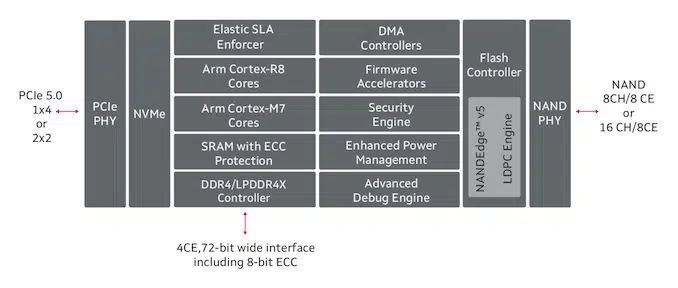 PCIe 5.0
1x4
or
2x2
PCIe
PHY
NVMe
Elastic SLA
Enforcer
Arm Cortex-R8
Cores
Arm Cortex-M7
Cores
SRAM with ECC
Protection
DDR4/LPDDR4X
Controller
DMA
Controllers
Firmware
Accelerators
Security
Engine
Enhanced Power
Management
Advanced
Debug Engine
Flash
Controller
NANDEdge™ v5
LDPC Engine
NAND
PHY
NAND
8CH/8 CE
or
16 CH/8CE
4CE,72-bit wide interface
including 8-bit ECC